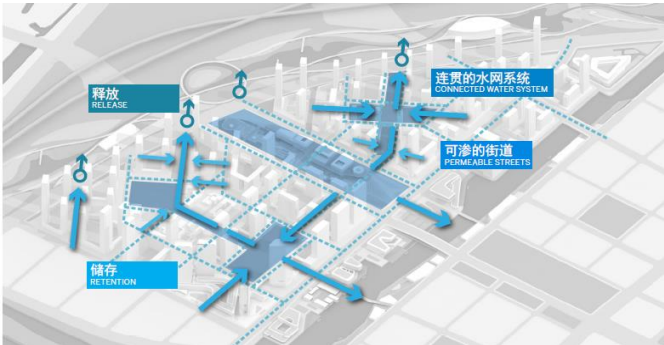 连贯的水网系统
CONNECTED WATER SYSTEM
释放
RELEASE
可渗的街道
PERMEABLE STREETS
储存
RETENTION